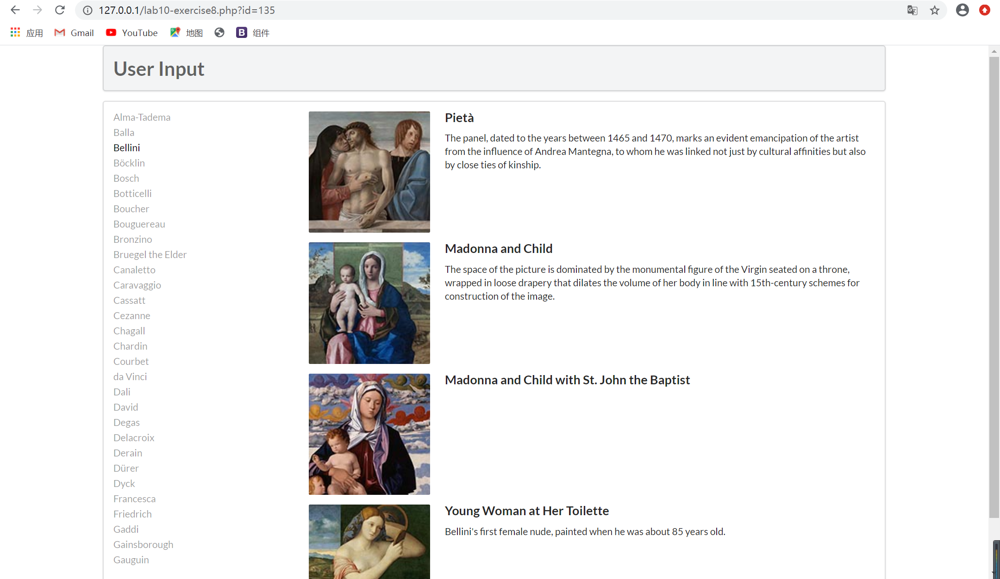 127.0.0.1/lab10-exercise8.php?id=135
应用 Gmail YouTube 地图 B 组件
User Input
Alma-Tadema
Balla
Bellini
Böcklin
Bosch
Botticelli
Boucher
Bouguereau
Bronzino
Bruegel the Elder
Canaletto
Caravaggio
Cassatt
Cezanne
Chagall
Chardin
Courbet
da Vinci
Dali
David
Degas
Delacroix
Derain
Dürer
Dyck
Francesca
Friedrich
Gaddi
Gainsborough
Gauguin
Pietà
The panel, dated to the years between 1465 and 1470, marks an evident emancipation of the artist
from the influence of Andrea Mantegna, to whom he was linked not just by cultural affinities but also
by close ties of kinship.
Madonna and Child
The space of the picture is dominated by the monumental figure of the Virgin seated on a throne,
wrapped in loose drapery that dilates the volume of her body in line with 15th-century schemes for
construction of the image.
Madonna and Child with St. John the Baptist
Young Woman at Her Toilette
Bellini's first female nude, painted when he was about 85 years old.